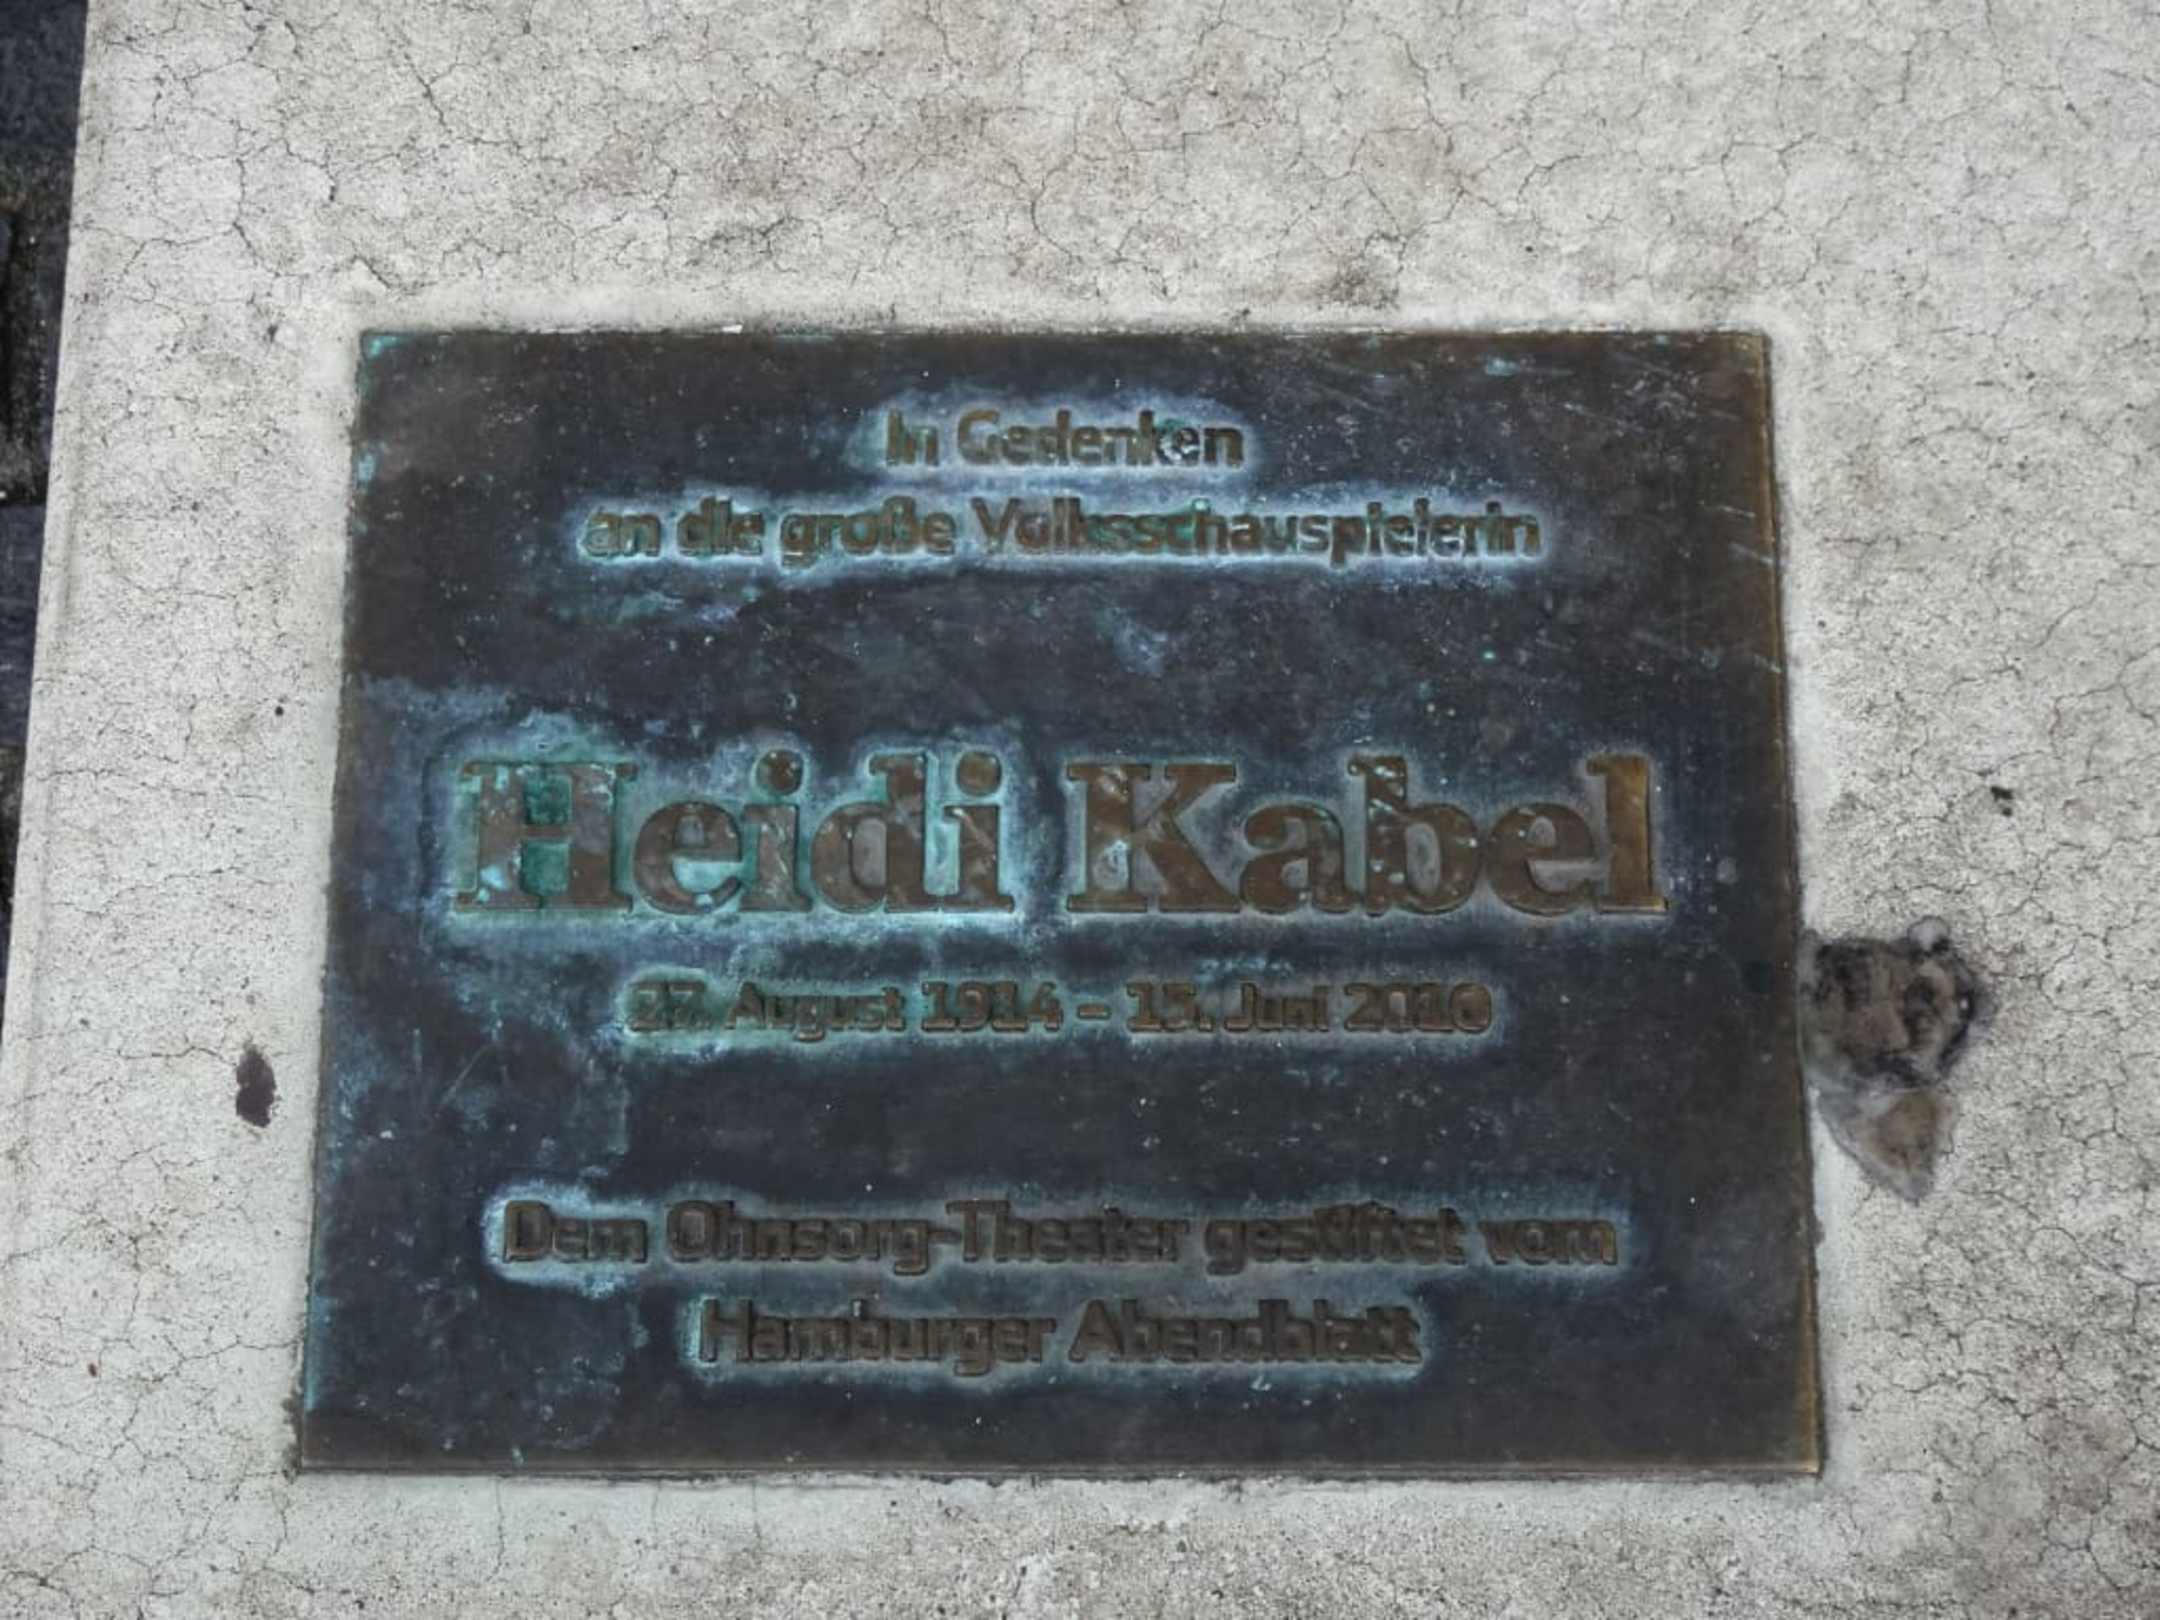 In Gedenken
an die große Volksschauspielerin
Heidi Kabel
27. August 1914 – 15. Juni 2010
Dem Ohnsorg-Theater gestiftet vom
Hamburger Abendblatt